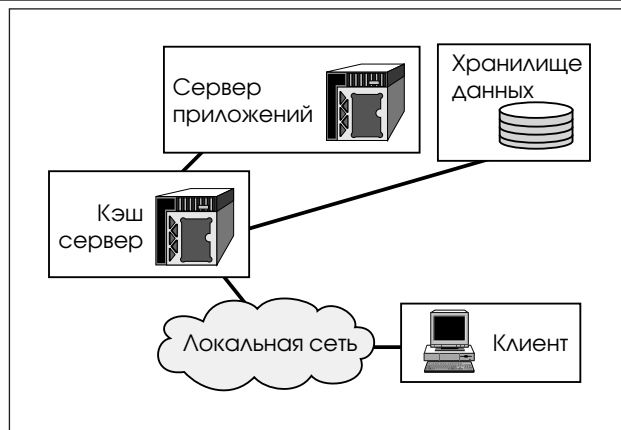 Сервер
приложений
Хранилище
данных
Кэш
сервер
Локальная сеть
Клиент